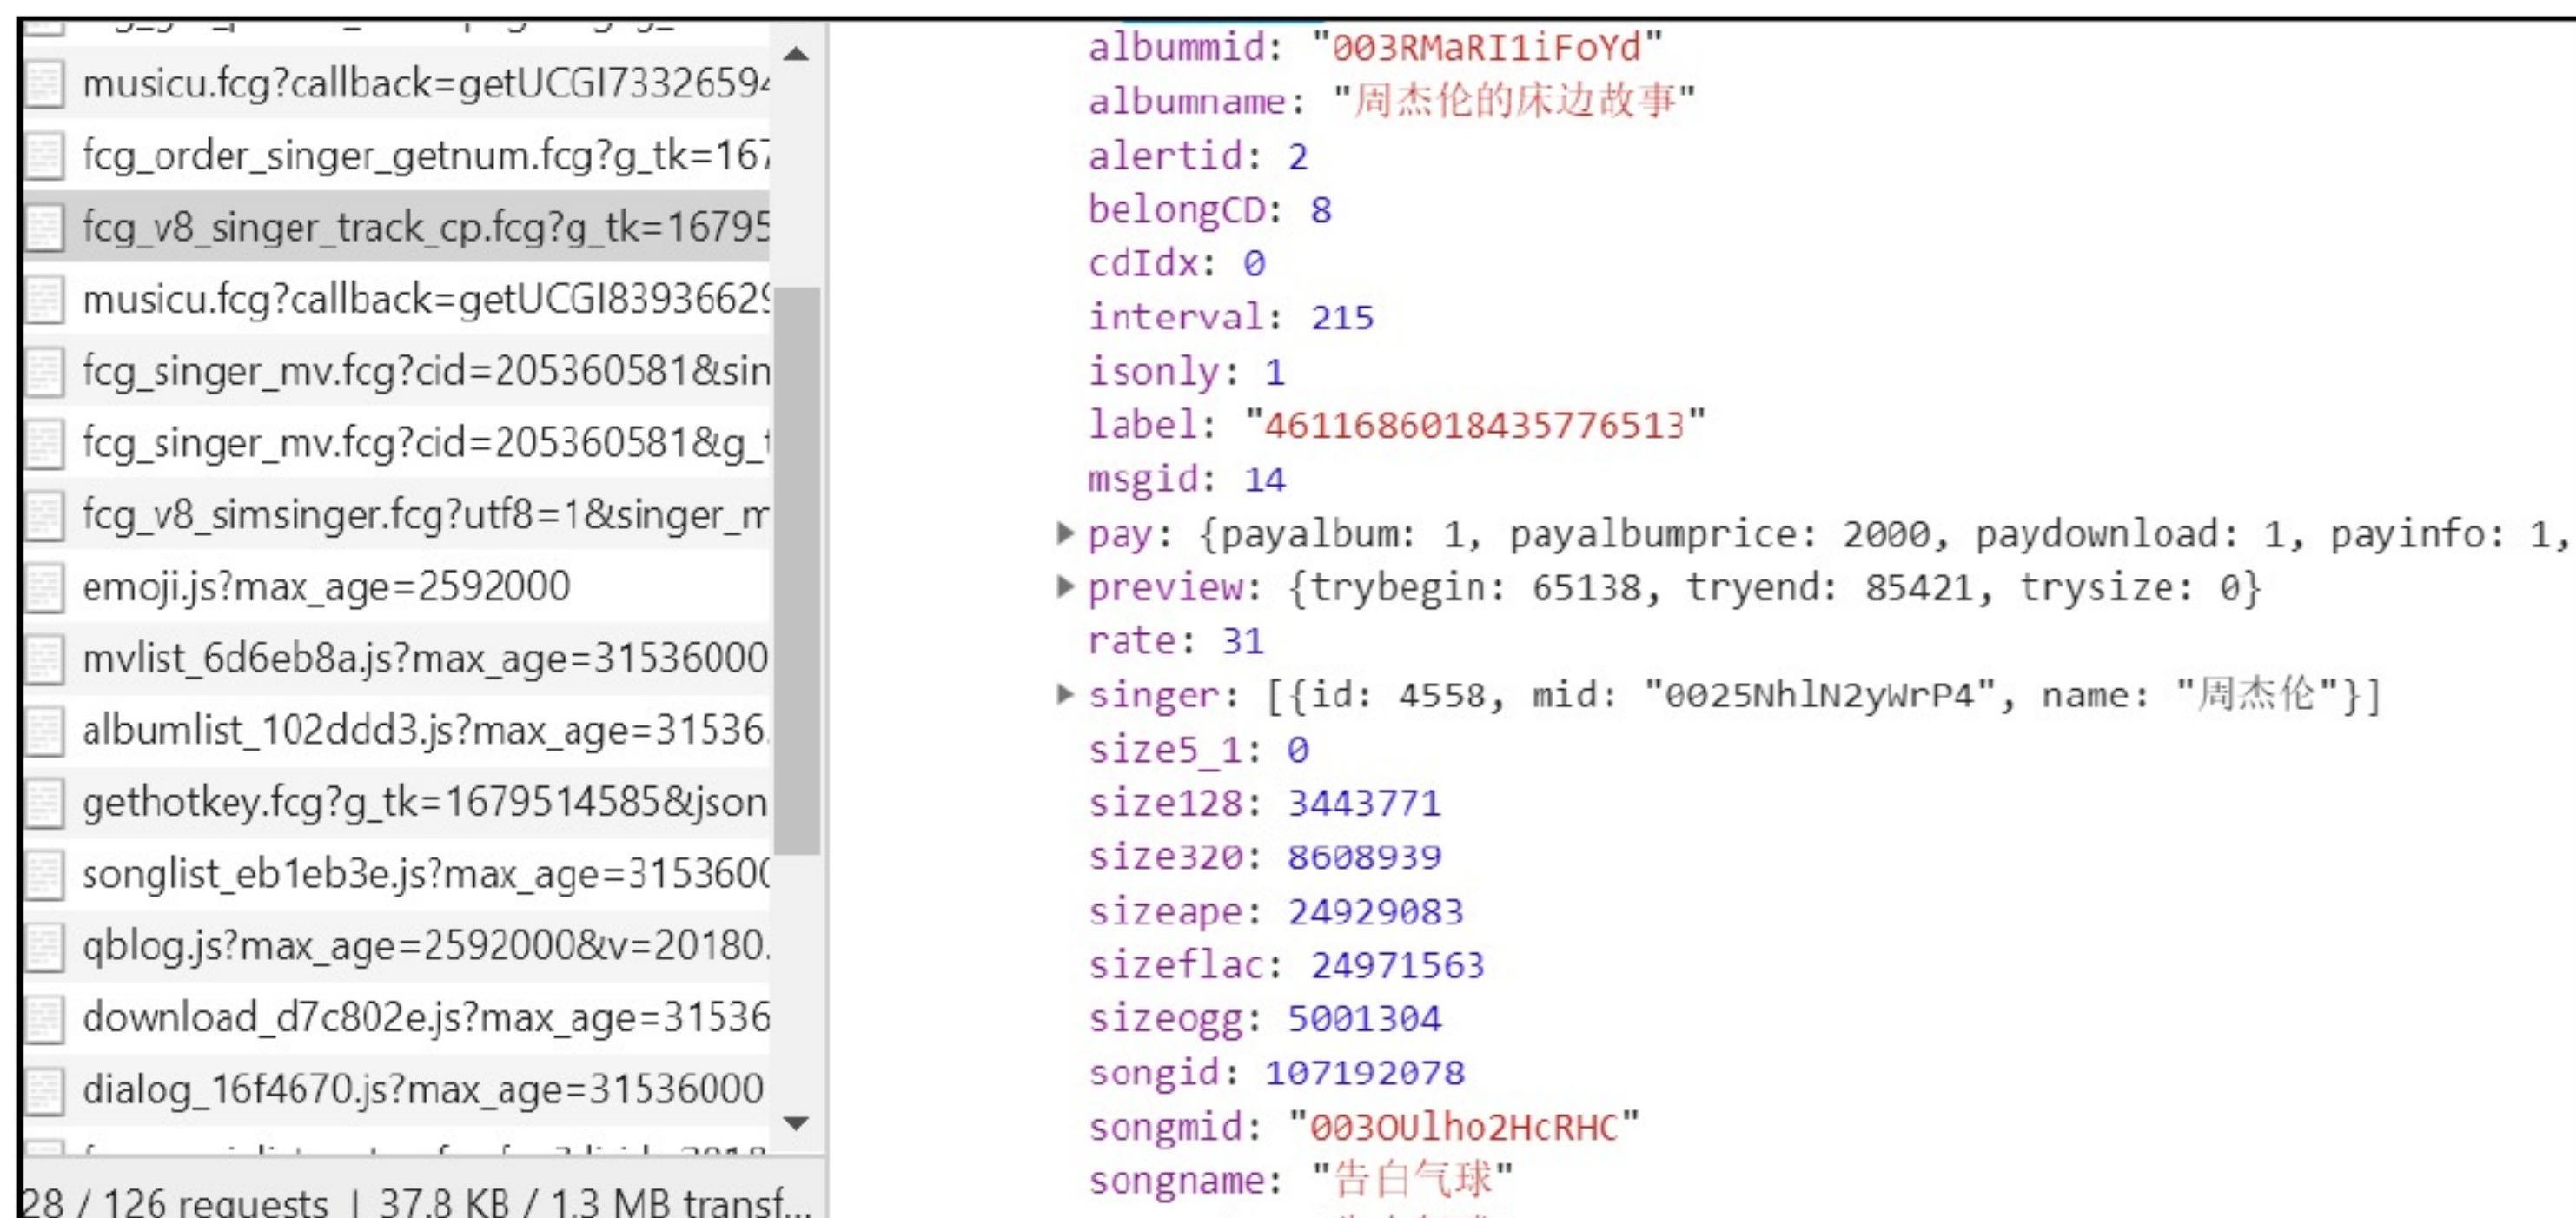 musicu.fcg?callback=getUCGI73326594
fcg_order_singer_getnum.fcg?g_tk=167
fcg_v8_singer_track_cp.fcg?g_tk=16795
musicu.fcg?callback=getUCGI83936629
fcg_singer_mv.fcg?cid=205360581&sin
fcg_singer_mv.fcg?cid=205360581&g_t
fcg_v8_simsinger.fcg?utf8=1&singer_m
emoji.js?max_age=2592000
mvlist_6d6eb8a.js?max_age=31536000
albumlist_102ddd3.js?max_age=31536.
gethotkey.fcg?g_tk=1679514585&json
songlist_eb1eb3e.js?max_age=3153600
qblog.js?max_age=2592000&v=20180.
download_d7c802e.js?max_age=31536
dialog_16f4670.js?max_age=31536000
28 / 126 requests | 37.8 KB / 1.3 MB transf...
albummid: "003RMaRI1iFoYd"
albumname: "周杰伦的床边故事"
alertid: 2
belongCD: 8
cdIdx: 0
interval: 215
isonly: 1
label: "4611686018435776513"
msgid: 14
pay: {payalbum: 1, payalbumprice: 2000, paydownload: 1, payinfo: 1,
preview: {trybegin: 65138, tryend: 85421, trysize: 0}
rate: 31
singer: [{id: 4558, mid: "0025NhlN2yWrP4", name: "周杰伦"}]
size5_1: 0
size128: 3443771
size320: 8608939
sizeape: 24929083
sizeflac: 24971563
sizeogg: 5001304
songid: 107192078
songmid: "003OUlho2HcRHC"
songname: "告白气球"